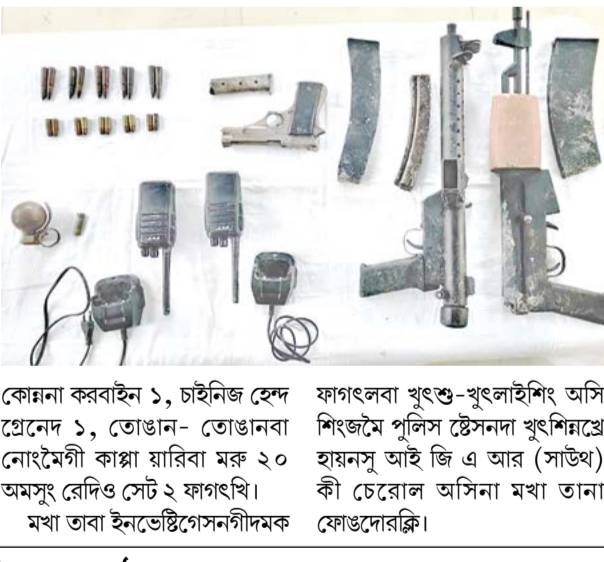 কোন্ননা করবাইন ১, চাইনিজ হেন্দ
গ্রেনেদ ১, তোঙান- তোঙানবা
নোংমৈগী কাপ্পা য়ারিবা মরু ২০
অমসুং রেদিও সেট ২ ফাগৎখি।
মখা তাবা ইনভেষ্টিগেসনগীদমক
ফাগৎলবা খুৎশু-খুৎলাইশিং অসি
শিংজমৈ পুলিস ষ্টেসনদা খুৎশিন্নখ্রে
হায়নসু আই জি এ আর (সাউথ)
কী চেরোল অসিনা মখা তানা
ফোঙদোরক্লি।